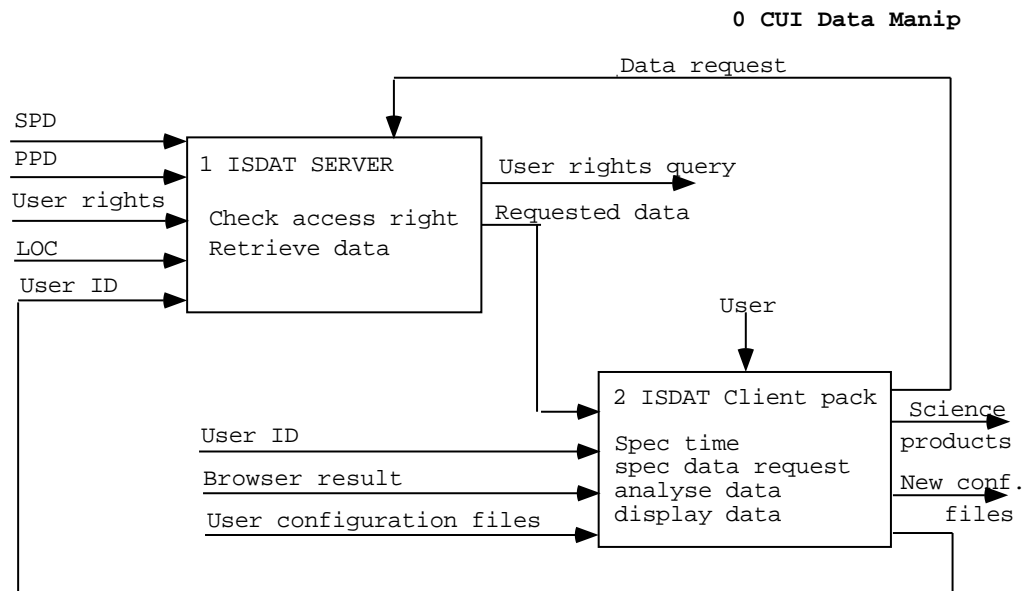 0 CUI Data Manip
Data request
SPD
PPD
User rights
LOC
User ID
1 ISDAT SERVER
Check access right
Retrieve data
User rights query
Requested data
User
2 ISDAT Client pack
Spec time
spec data request
analyse data
display data
User ID
Browser result
User configuration files
Science
products
New conf.
files